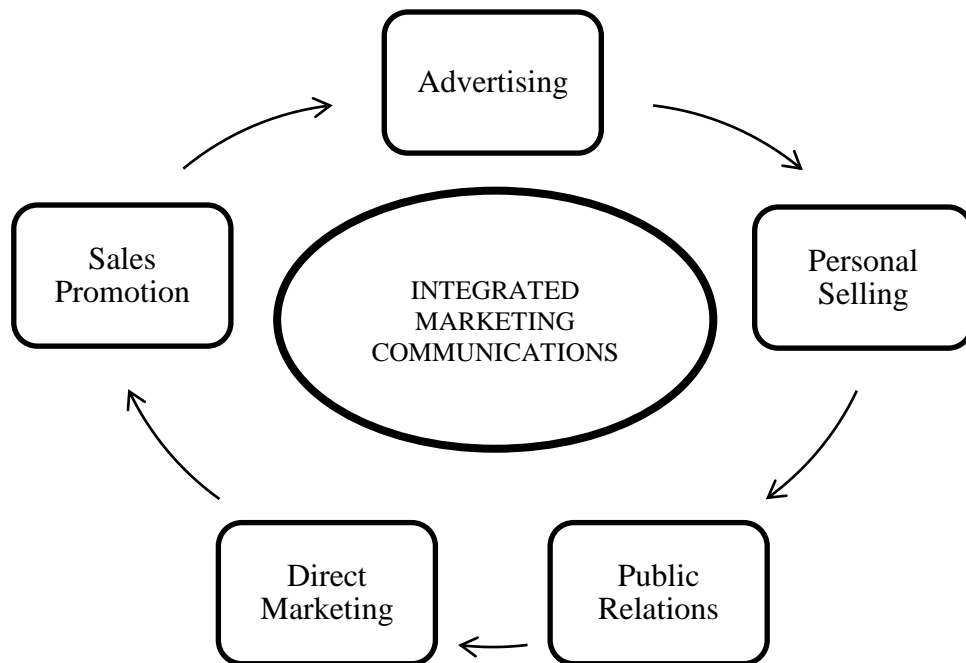 Advertising
Sales
Promotion
Personal
Selling
INTEGRATED
MARKETING
COMMUNICATIONS
Direct
Marketing
Public
Relations